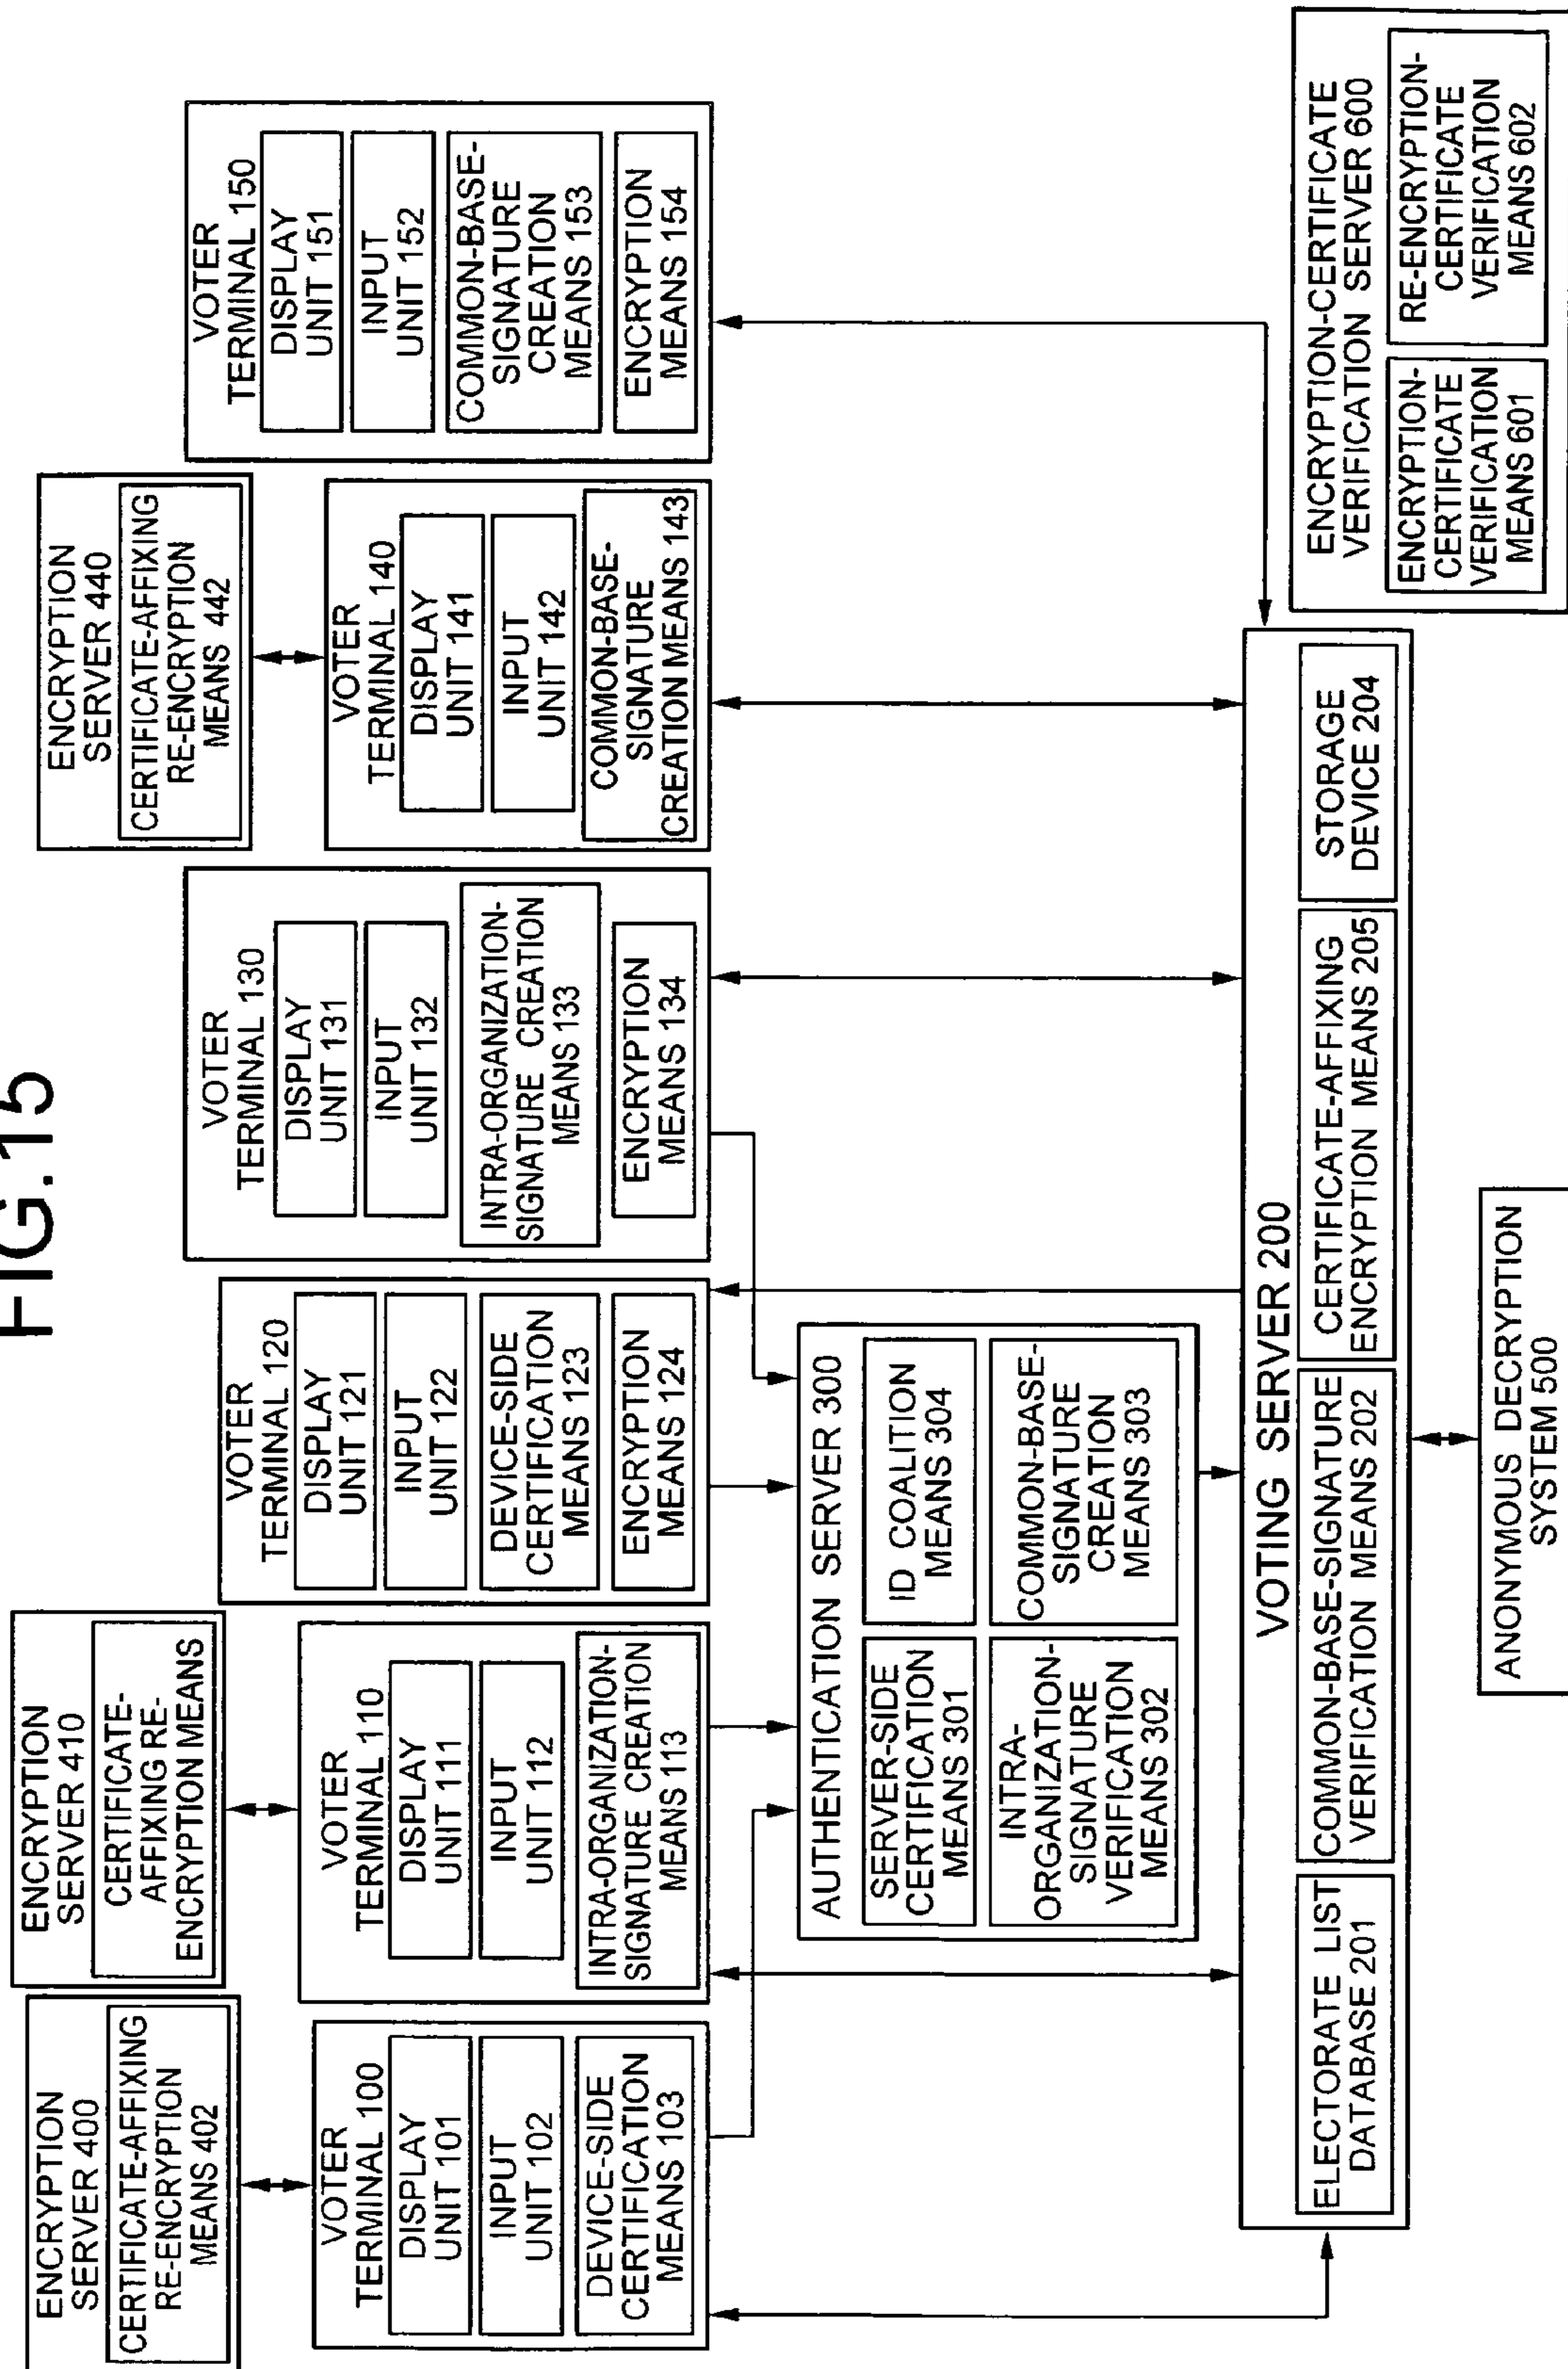 FIG.15
ENCRYPTION
SERVER 400
CERTIFICATE-AFFIXING
RE-ENCRYPTION
MEANS 402
ENCRYPTION
SERVER 410
CERTIFICATE-
AFFIXING RE-
ENCRYPTION MEANS
ENCRYPTION
SERVER 440
CERTIFICATE-AFFIXING
RE-ENCRYPTION
MEANS 442
VOTER
TERMINAL 100
DISPLAY
UNIT 101
INPUT
UNIT 102
DEVICE-SIDE
CERTIFICATION
MEANS 103
VOTER
TERMINAL 110
DISPLAY
UNIT 111
INPUT
UNIT 112
INTRA-ORGANIZATION-
SIGNATURE CREATION
MEANS 113
VOTER
TERMINAL 120
DISPLAY
UNIT 121
INPUT
UNIT 122
DEVICE-SIDE
CERTIFICATION
MEANS 123
ENCRYPTION
MEANS 124
VOTER
TERMINAL 130
DISPLAY
UNIT 131
INPUT
UNIT 132
INTRA-ORGANIZATION-
SIGNATURE CREATION
MEANS 133
ENCRYPTION
MEANS 134
VOTER
TERMINAL 140
DISPLAY
UNIT 141
INPUT
UNIT 142
COMMON-BASE-
SIGNATURE
CREATION MEANS 143
VOTER
TERMINAL 150
DISPLAY
UNIT 151
INPUT
UNIT 152
COMMON-BASE-
SIGNATURE
CREATION
MEANS 153
ENCRYPTION
MEANS 154
AUTHENTICATION SERVER 300
SERVER-SIDE
CERTIFICATION
MEANS 301
ID COALITION
MEANS 304
INTRA-
ORGANIZATION-
SIGNATURE
VERIFICATION
MEANS 302
COMMON-BASE-
SIGNATURE
CREATION
MEANS 303
VOTING SERVER 200
ELECTORATE LIST
DATABASE 201
COMMON-BASE-SIGNATURE
VERIFICATION MEANS 202
CERTIFICATE-AFFIXING
ENCRYPTION MEANS 205
STORAGE
DEVICE 204
ENCRYPTION-CERTIFICATE
VERIFICATION SERVER 600
ENCRYPTION-
CERTIFICATE
VERIFICATION
MEANS 601
RE-ENCRYPTION-
CERTIFICATE
VERIFICATION
MEANS 602
ANONYMOUS DECRYPTION
SYSTEM 500